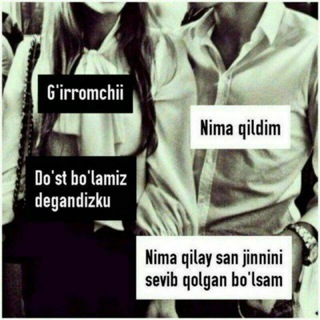 G'irromchii
Nima qildim
Do'st bo'lamiz
degandizku
Nima qilay san jinnini
sevib qolgan bo'lsam